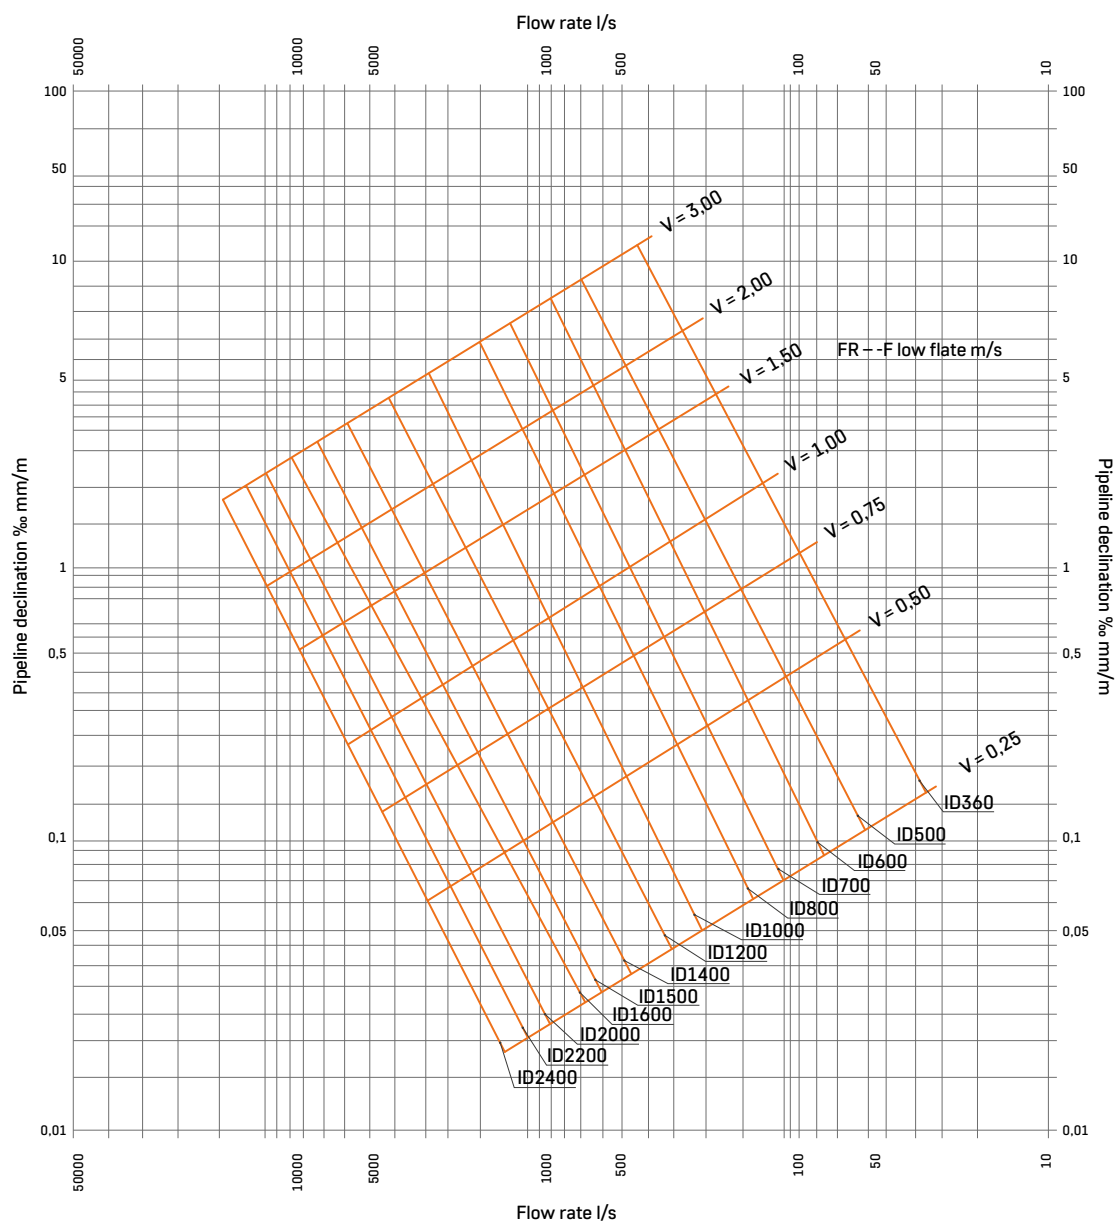 Flow rate l/s
50000 10000 5000 1000 500 100 50 10
100 100
50 50
V = 3,00
10 10
V = 2,00
FR – -F low flate m/s
V = 1,50
5 5
V = 1,00
Pipeline declination ‰ mm/m
Pipeline declination ‰ mm/m
V = 0,75
1 1
V = 0,50
0,5 0,5
V = 0,25
ID360
ID500
0,1 0,1
ID600
ID700
ID800
ID1000
0,05 0,05
ID1200
ID1400
ID1500
ID1600
ID2000
ID2200
ID2400
0,01 0,01
50000 10000 5000 1000 500 100 50 10
Flow rate l/s